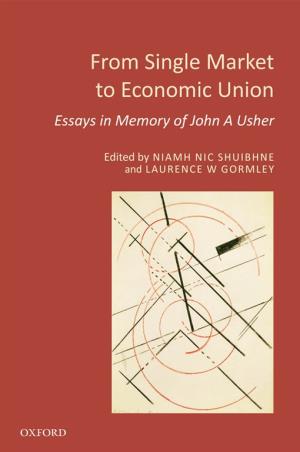 From Single Market
to Economic Union
Essays in Memory of John A Usher
Edited by NIAMH NIC SHUIBHNE
and LAURENCE W GORMLEY
OXFORD